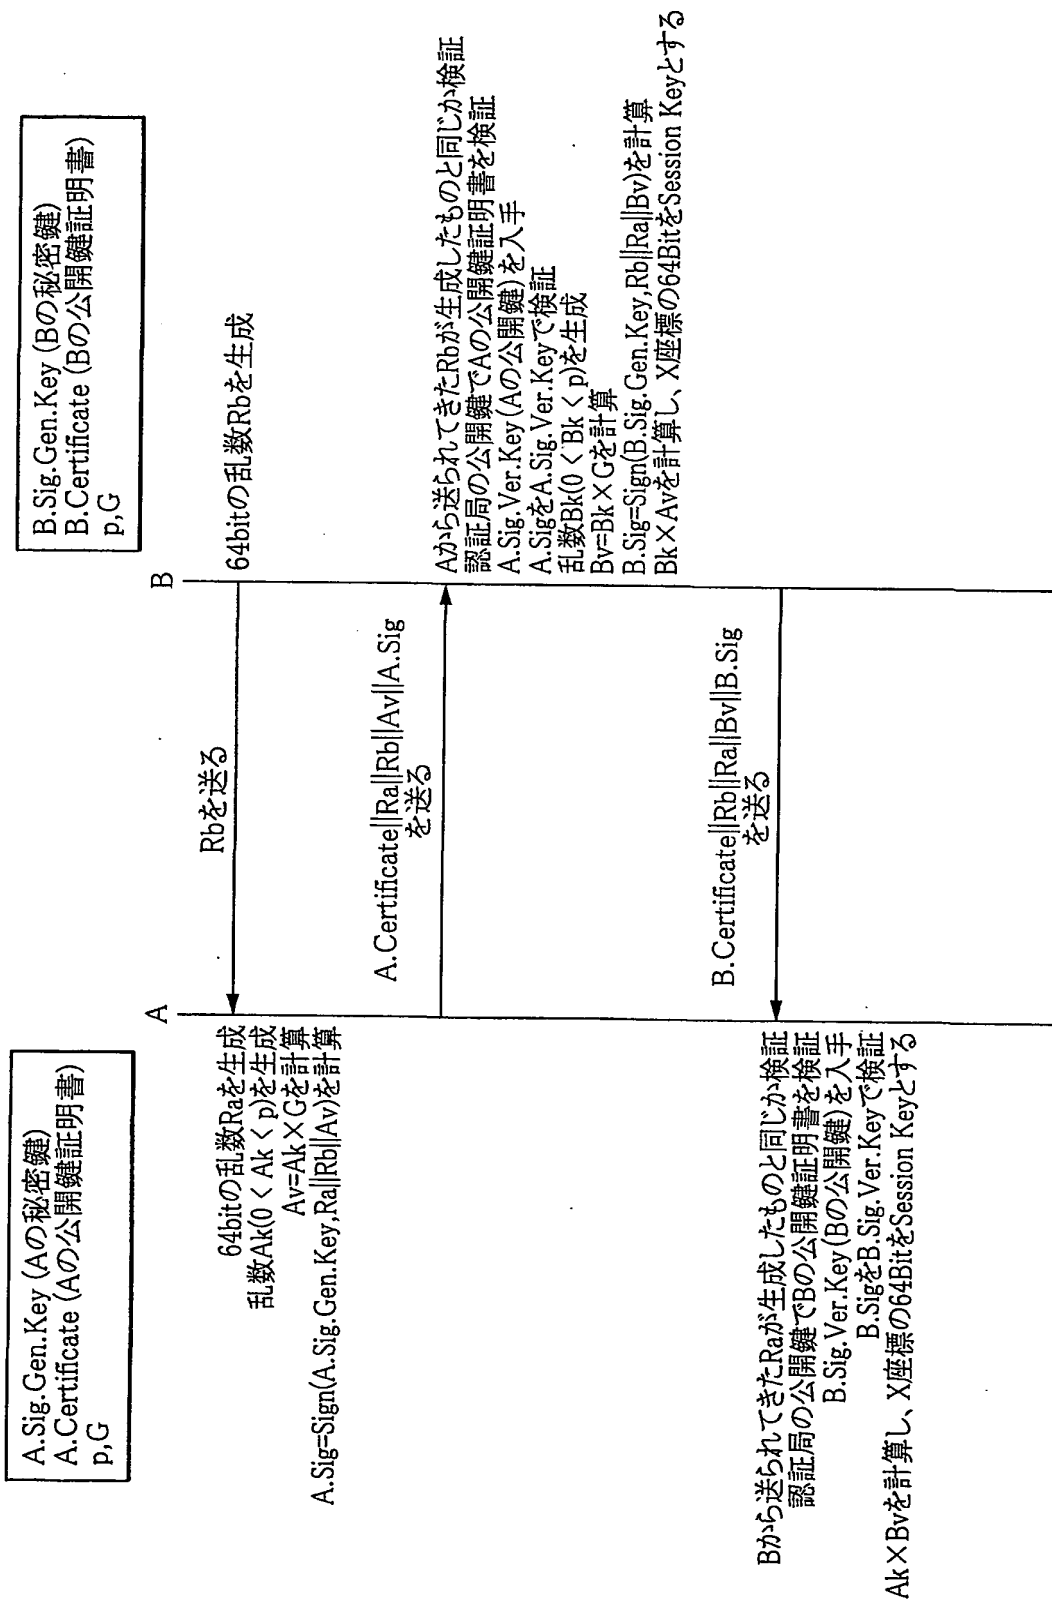 A.Sig.Gen.Key (Aの秘密鍵)
A.Certificate (Aの公開鍵証明書)
p,G
B.Sig.Gen.Key (Bの秘密鍵)
B.Certificate (Bの公開鍵証明書)
p,G
A
B
64bitの乱数Rbを生成
Rbを送る
64bitの乱数Raを生成
乱数Ak(0 < Ak < p)を生成
Av=Ak×Gを計算
A.Sig=Sign(A.Sig.Gen.Key,Ra||Rb||Av)を計算
A.Certificate||Ra||Rb||Av||A.Sig
を送る
Aから送られてきたRbが生成したものと同じか検証
認証局の公開鍵でAの公開鍵証明書を検証
A.Sig.Ver.Key(Aの公開鍵)を入手
A.SigをA.Sig.Ver.Keyで検証
乱数Bk(0 < Bk < p)を生成
Bv=Bk×Gを計算
B.Sig=Sign(B.Sig.Gen.Key,Rb||Ra||Bv)を計算
Bk×Avを計算し、X座標の64BitをSession Keyとする
B.Certificate||Rb||Ra||Bv||B.Sig
を送る
Bから送られてきたRaが生成したものと同じか検証
認証局の公開鍵でBの公開鍵証明書を検証
B.Sig.Ver.Key(Bの公開鍵)を入手
B.SigをB.Sig.Ver.Keyで検証
Ak×Bvを計算し、X座標の64BitをSession Keyとする